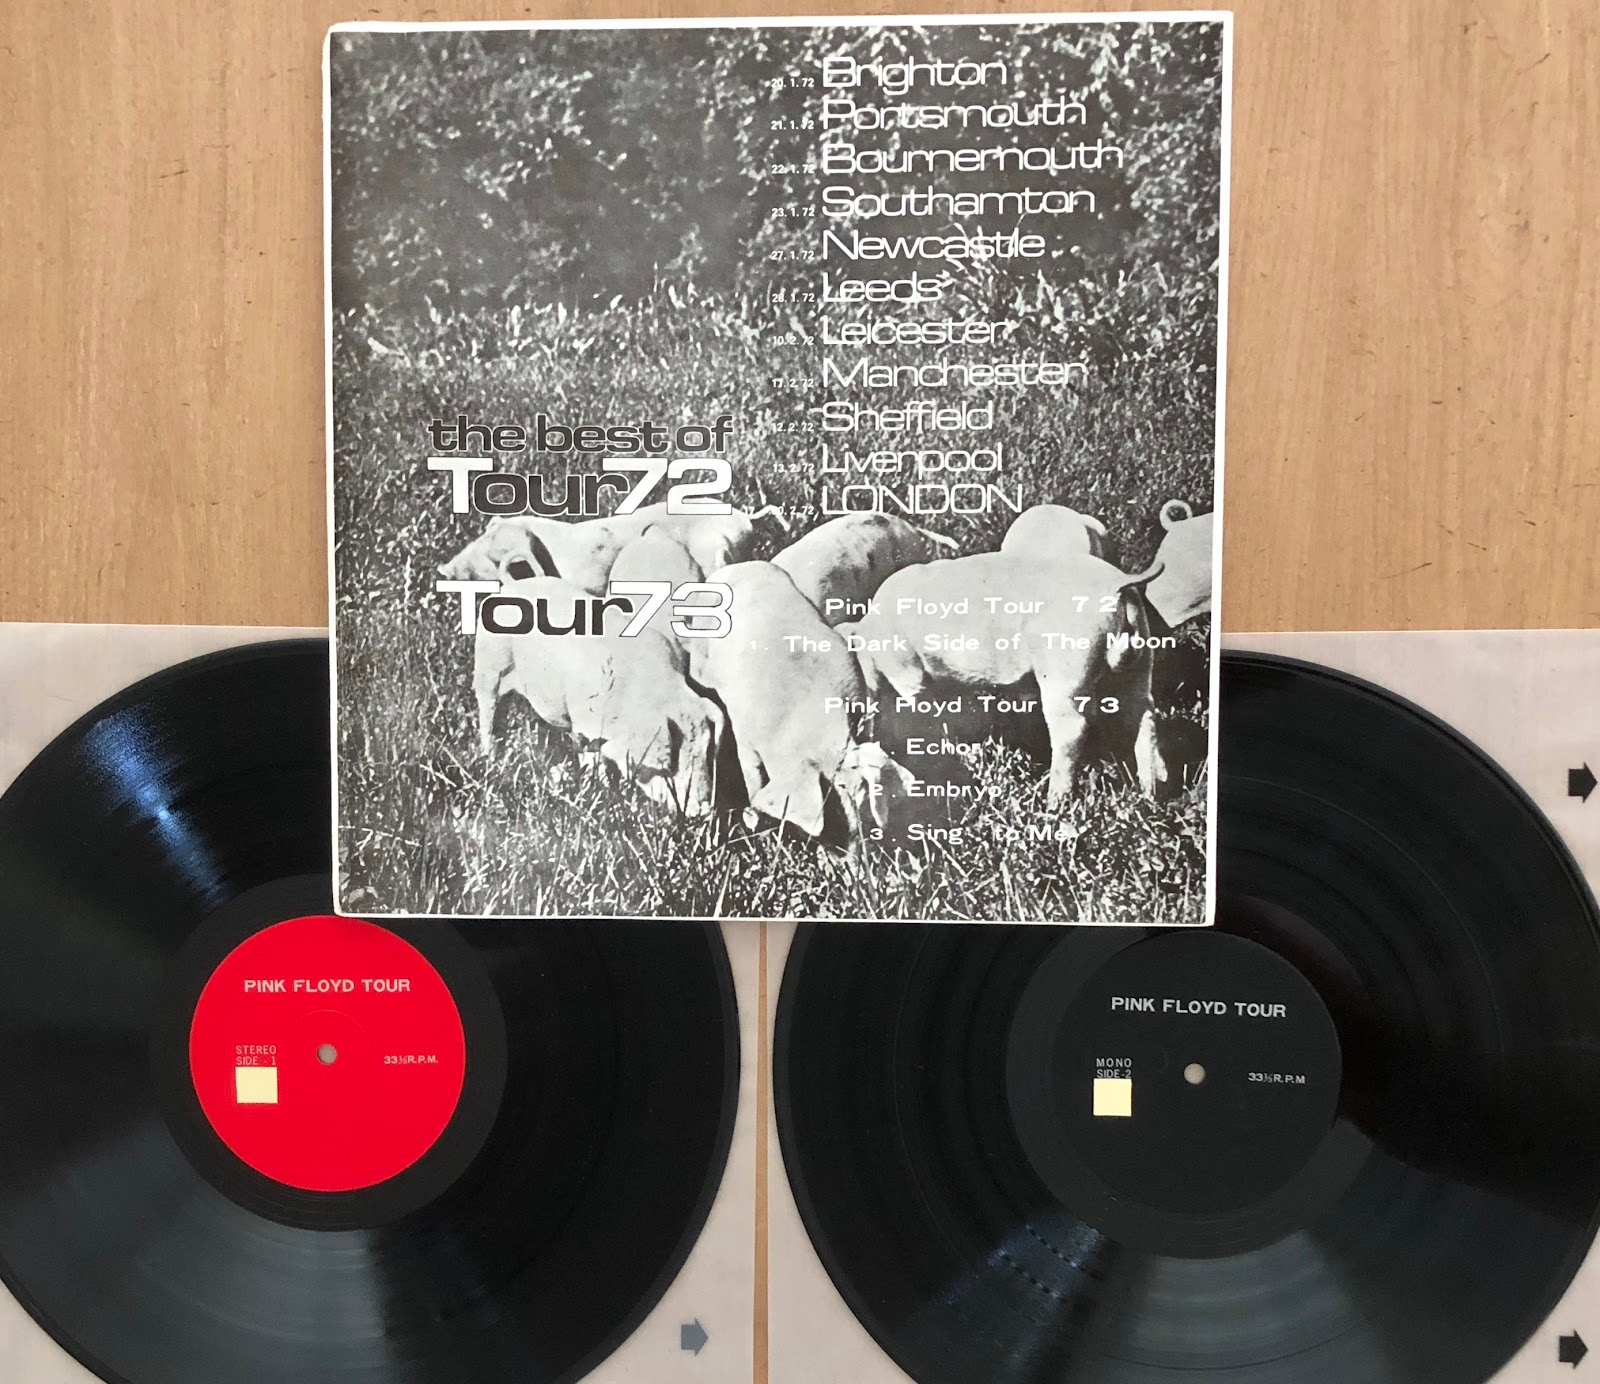 20.1.72 Brighton
21.1.72 Portsmouth
22.1.72 Bournemouth
23.1.72 Southamton
27.1.72 Newcastle
28.1.72 Leeds
10.2.72 Leicester
17.2.72 Manchester
12.2.72 Sheffield
13.2.72 Liverpool
LONDON
the best of
Tour72
Tour73
Pink Floyd Tour 72
1. The Dark Side of The Moon
Pink Floyd Tour 73
1. Echor
2. Embryo
3. Sing to Me
PINK FLOYD TOUR
STEREO
SIDE - 1
33⅓ R.P.M.
PINK FLOYD TOUR
MONO
SIDE-2
33⅓ R.P.M